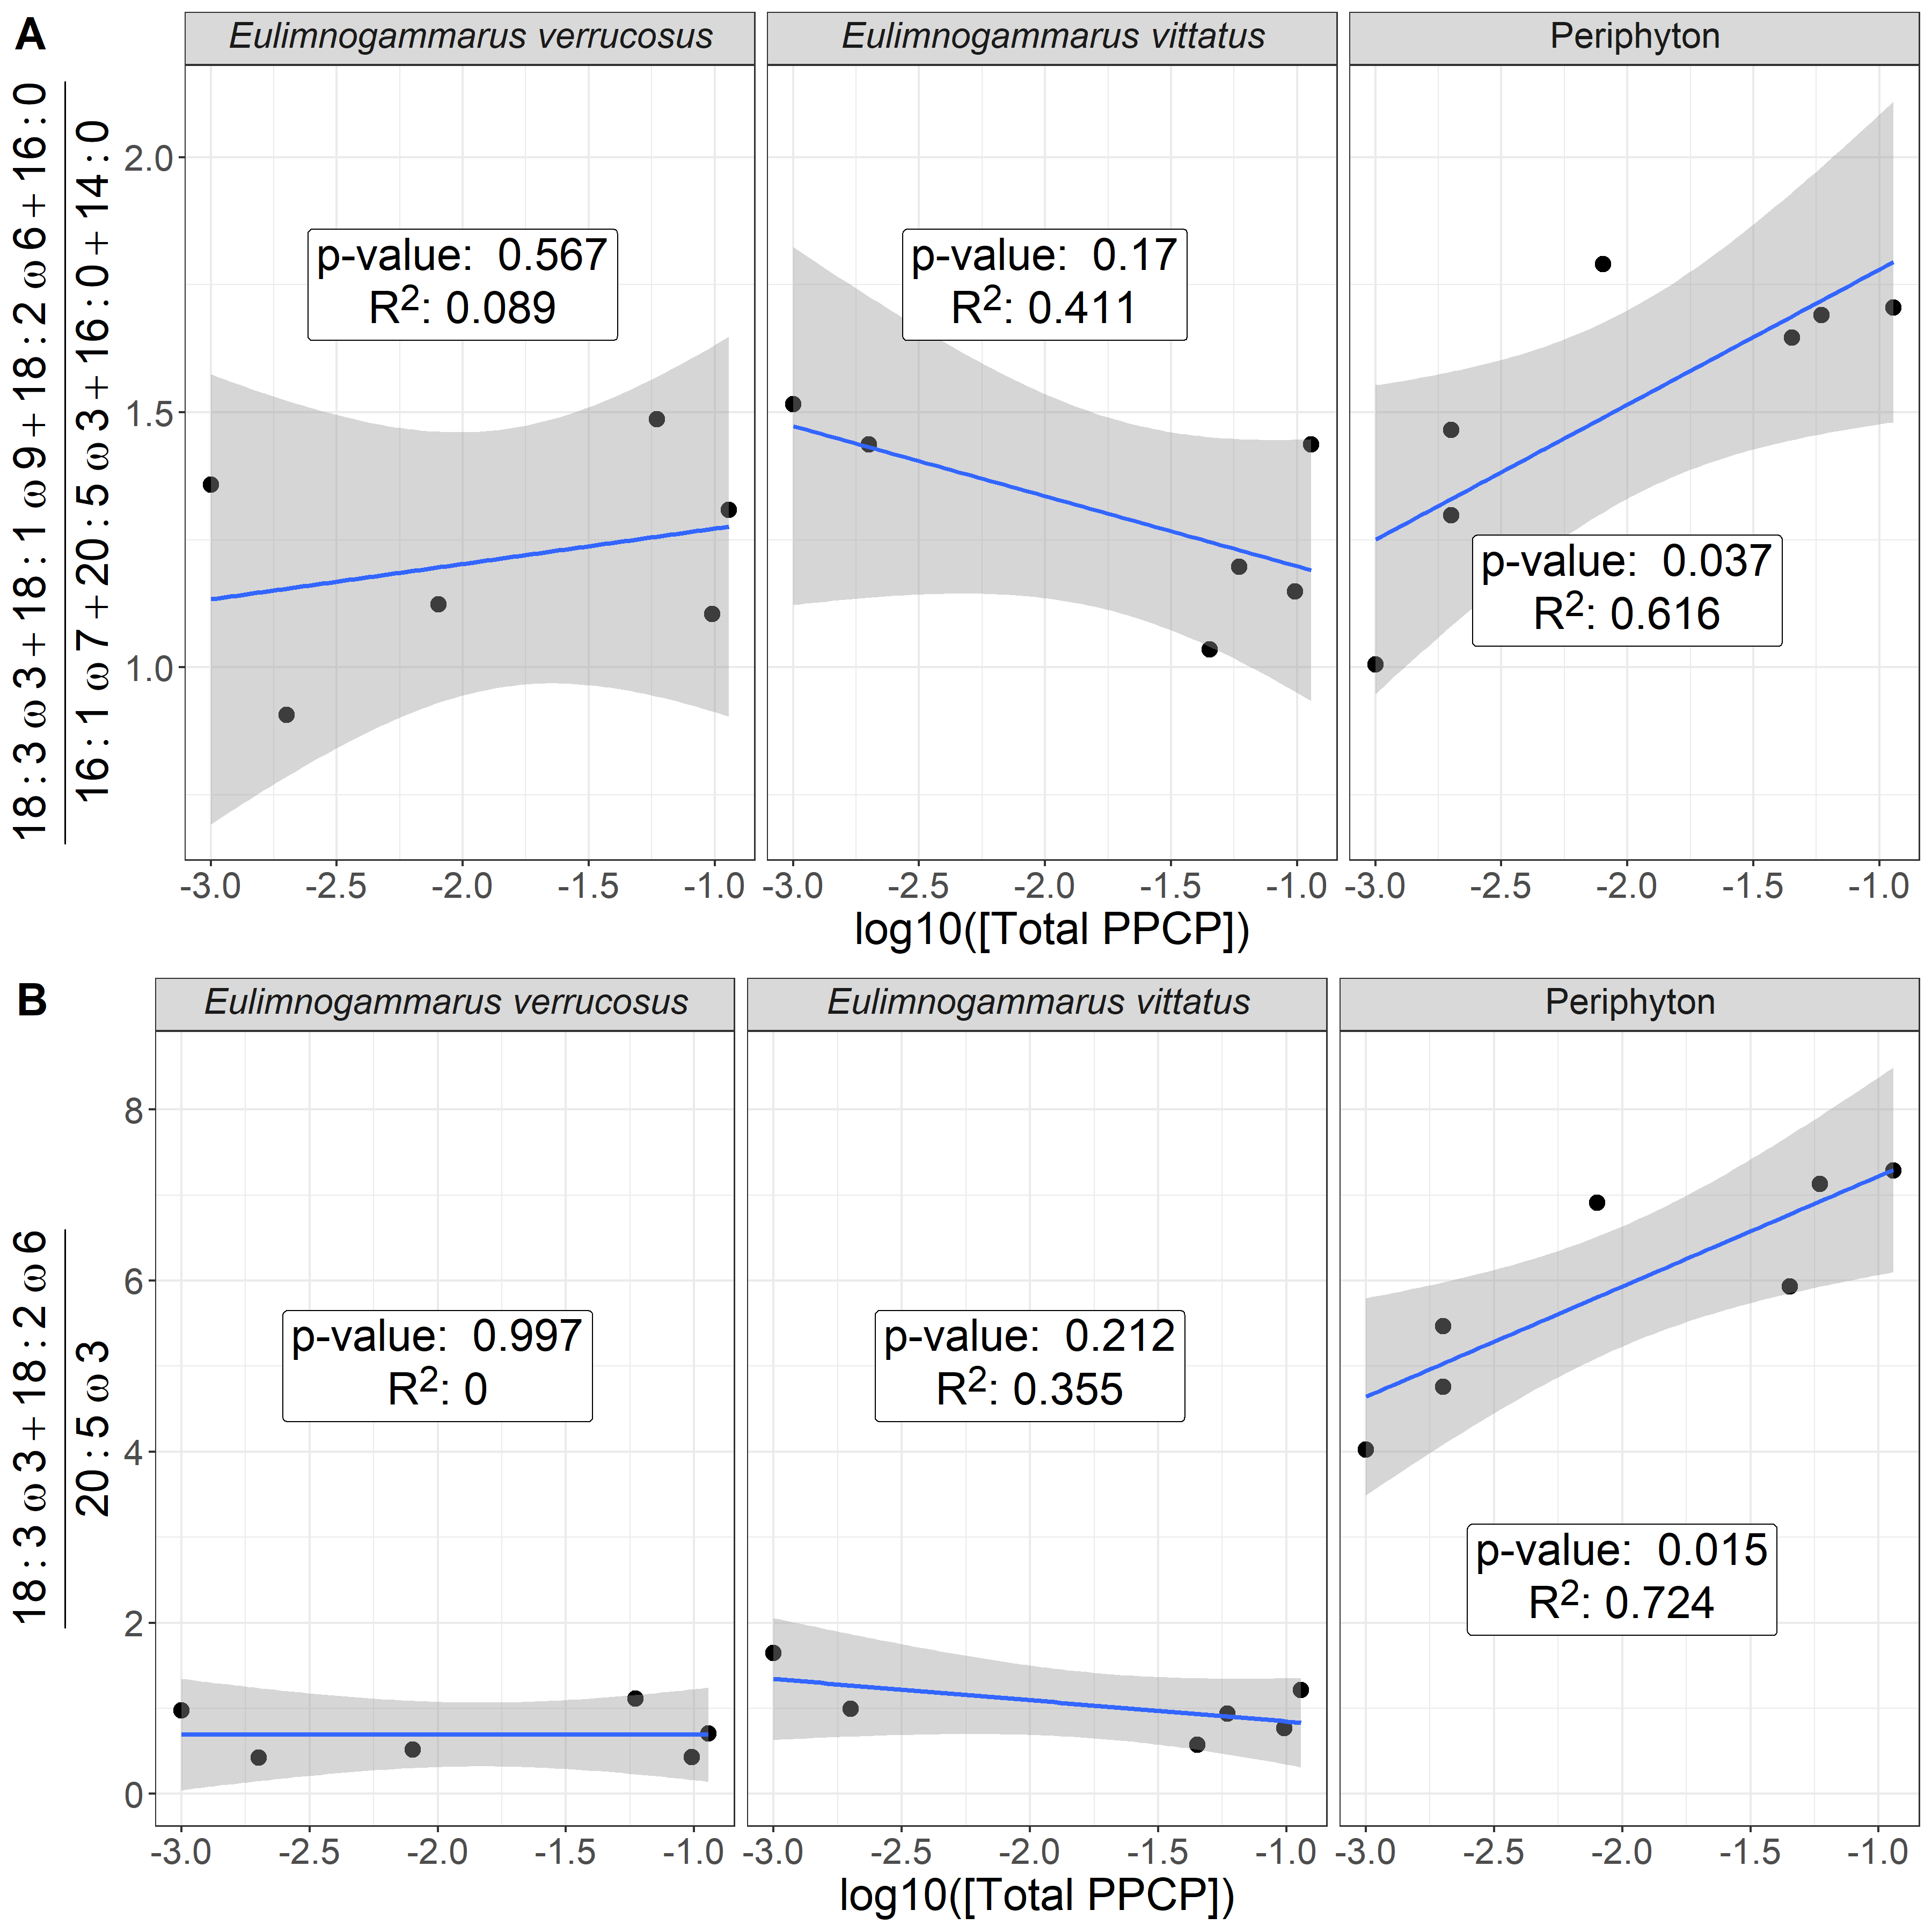 A
Eulimnogammarus verrucosus
Eulimnogammarus vittatus
Periphyton
18:3ω3+18:1ω9+18:2ω6+16:0
16:1ω7+20:5ω3+16:0+14:0
2.0
1.5
1.0
p-value: 0.567
R²: 0.089
p-value: 0.17
R²: 0.411
p-value: 0.037
R²: 0.616
-3.0 -2.5 -2.0 -1.5 -1.0
-3.0 -2.5 -2.0 -1.5 -1.0
-3.0 -2.5 -2.0 -1.5 -1.0
log10([Total PPCP])
B
Eulimnogammarus verrucosus
Eulimnogammarus vittatus
Periphyton
18:3ω3+18:2ω6
20:5ω3
8
6
4
2
0
p-value: 0.997
R²: 0
p-value: 0.212
R²: 0.355
p-value: 0.015
R²: 0.724
-3.0 -2.5 -2.0 -1.5 -1.0
-3.0 -2.5 -2.0 -1.5 -1.0
-3.0 -2.5 -2.0 -1.5 -1.0
log10([Total PPCP])